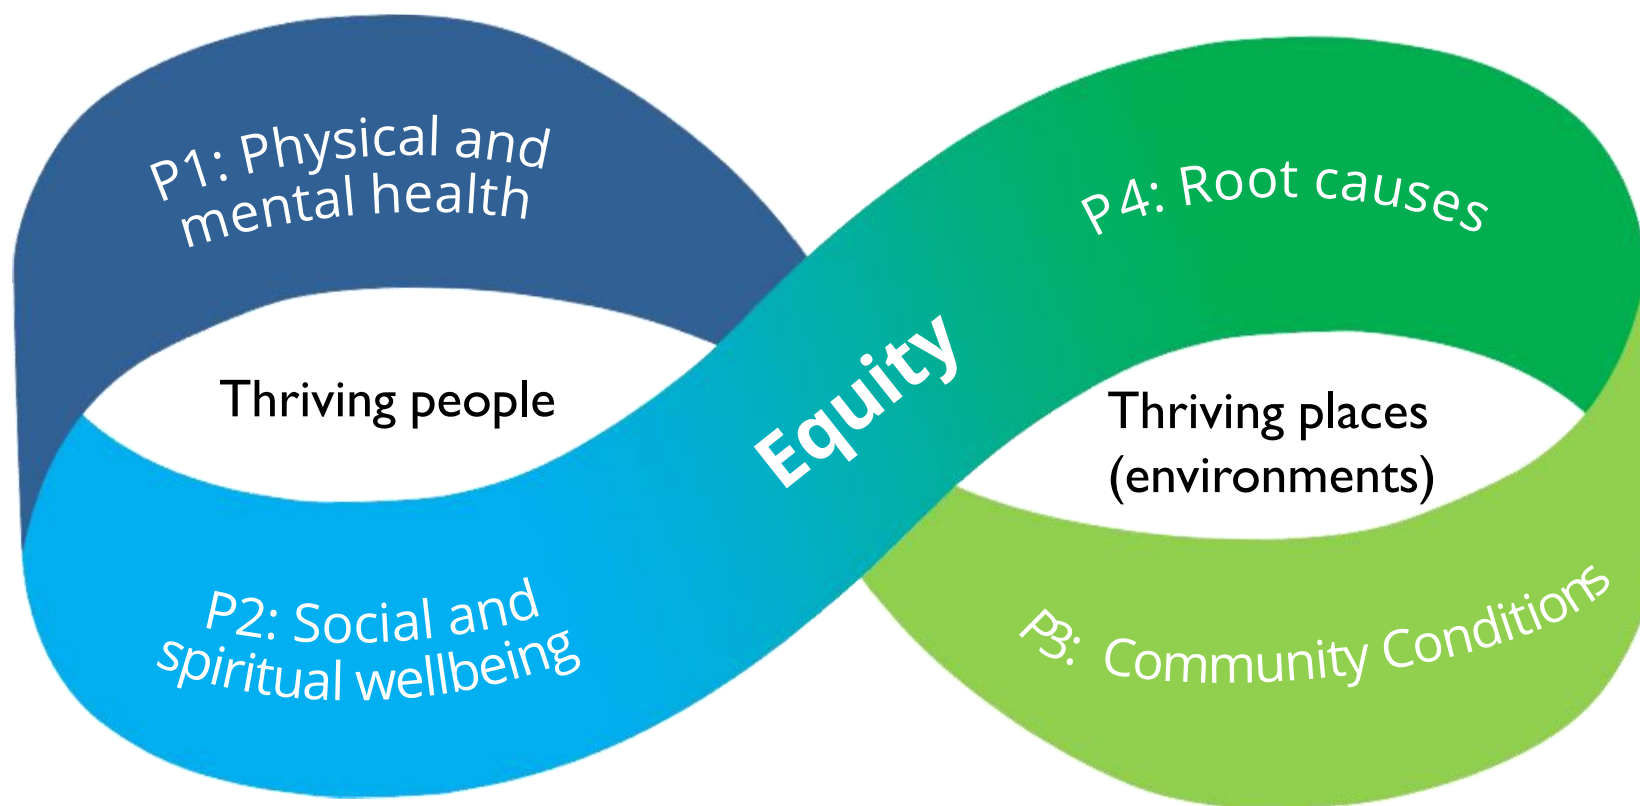 P1: Physical and
mental health
Thriving people
P2: Social and
spiritual wellbeing
Equity
P4: Root causes
Thriving places
(environments)
P3: Community Conditions